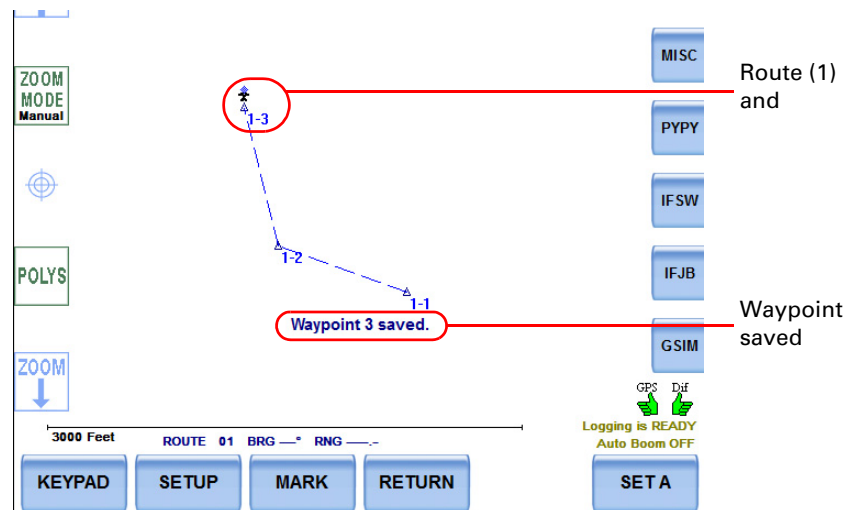 ZOOM
MODE
Manual
POLYS
ZOOM
1-3
1-2
1-1
Waypoint 3 saved.
MISC
PYPY
IFSW
IFJB
GSIM
Route (1)
and
Waypoint
saved
GPS Dif
Logging is READY
Auto Boom OFF
3000 Feet
ROUTE 01 BRG ––-° RNG ––-.-
KEYPAD
SETUP
MARK
RETURN
SET A